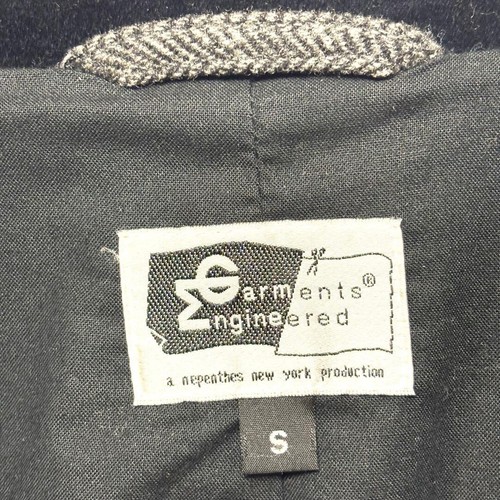 Garments®
Engineered
a nepenthes new york production
S